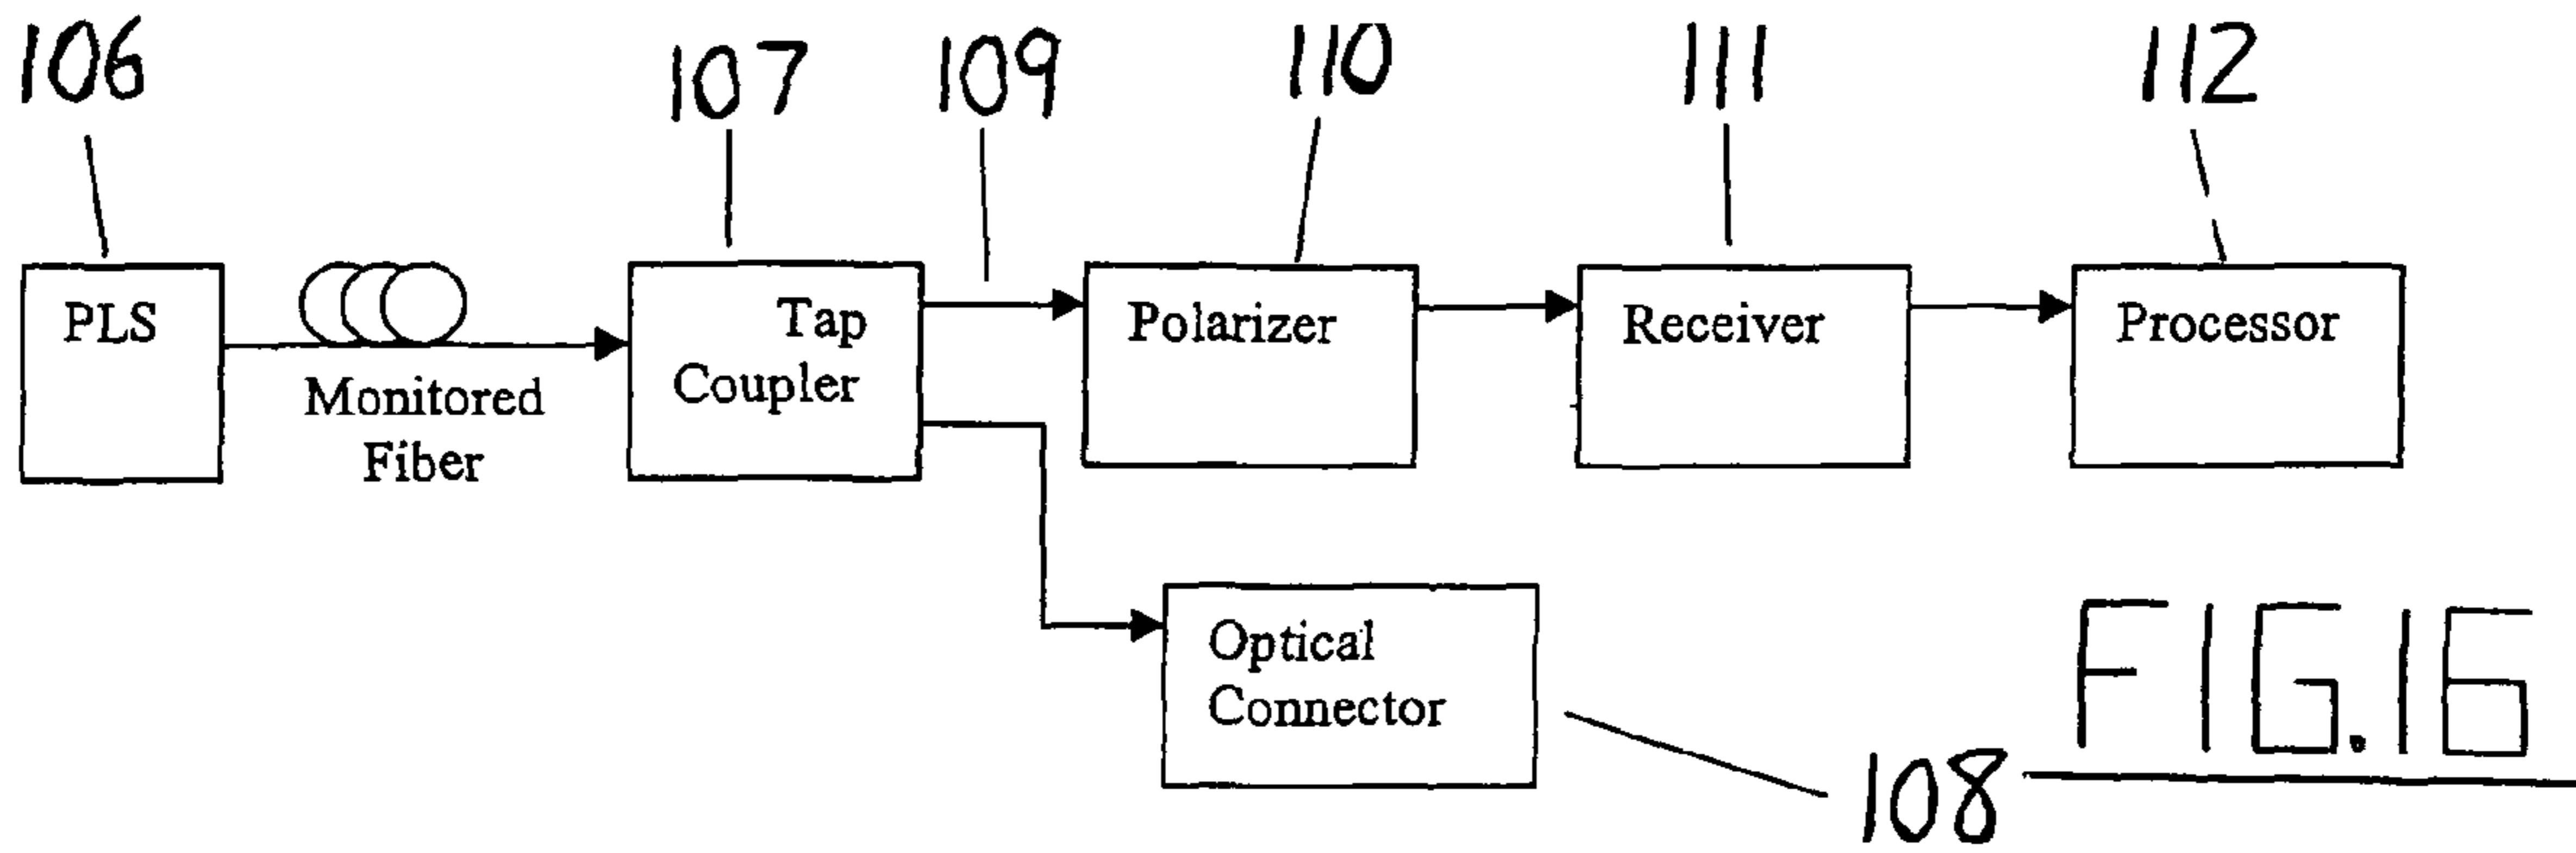 106
107
109
110
111
112
PLS
Monitored
Fiber
Tap
Coupler
Polarizer
Receiver
Processor
Optical
Connector
108
FIG.16